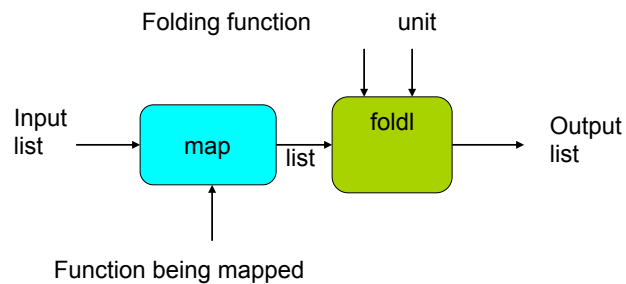 Folding function
unit
Input
list
map
list
foldl
Output
list
Function being mapped